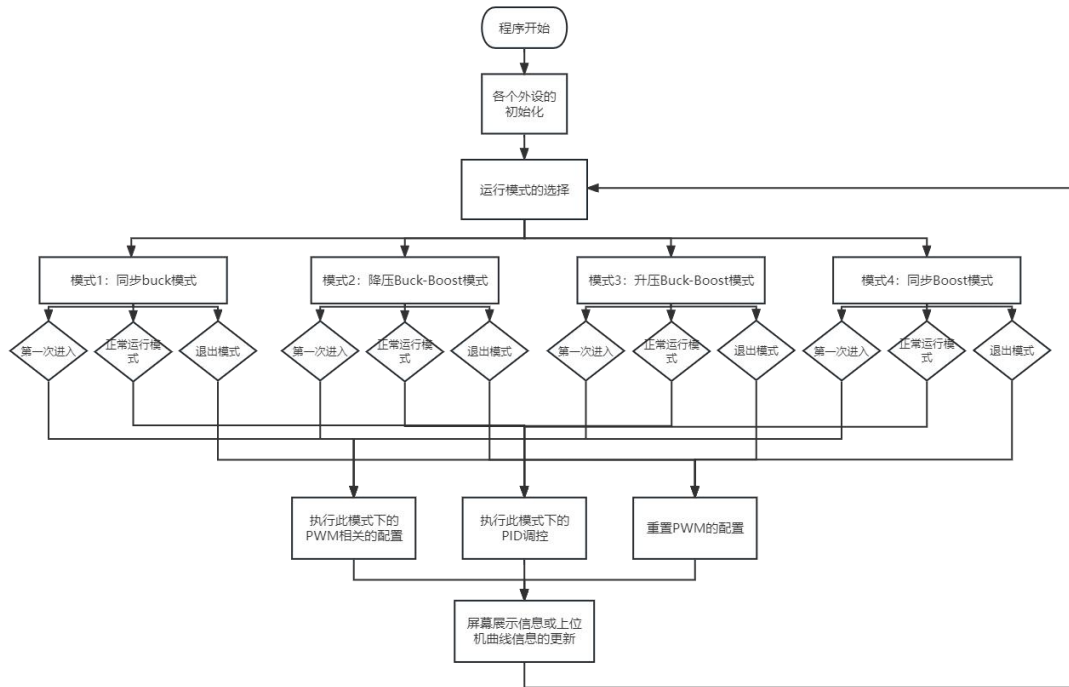 程序开始
各个外设的
初始化
运行模式的选择
模式1：同步buck模式
模式2：降压Buck-Boost模式
模式3：升压Buck-Boost模式
模式4：同步Boost模式
第一次进入
正常运行模
式
退出模式
第一次进入
正常运行模
式
退出模式
第一次进入
正常运行模
式
退出模式
第一次进入
正常运行模
式
退出模式
执行此模式下的
PWM相关的配置
执行此模式下的
PID调控
重置PWM的配置
屏幕展示信息或上位
机曲线信息的更新